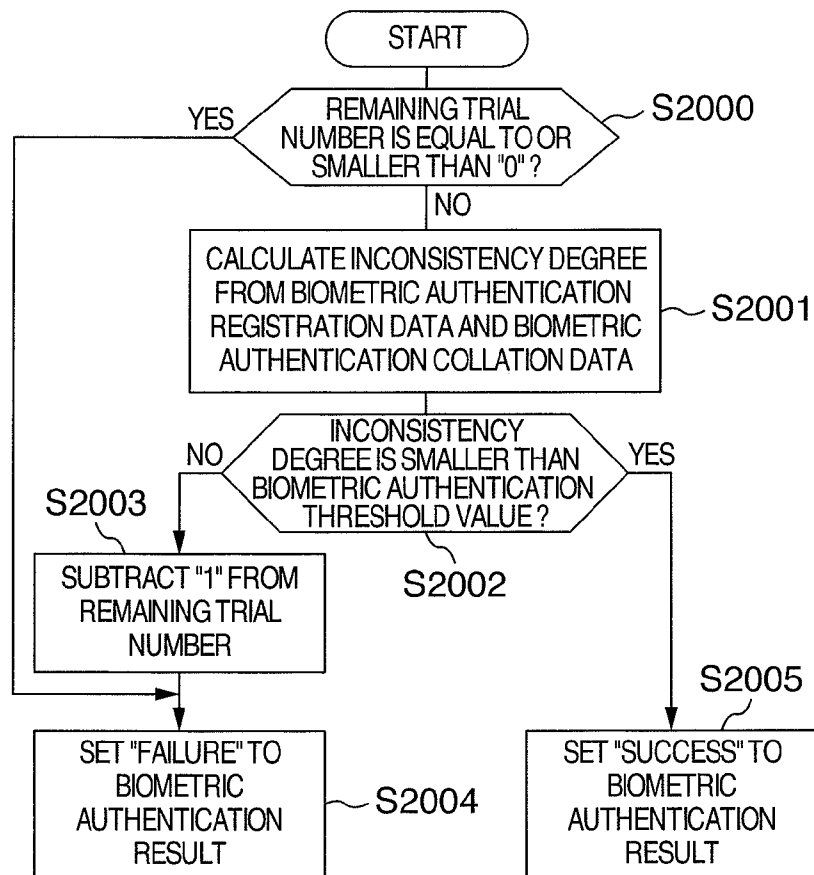 START
REMAINING TRIAL
NUMBER IS EQUAL TO OR
SMALLER THAN "0" ?
S2000
YES
NO
CALCULATE INCONSISTENCY DEGREE
FROM BIOMETRIC AUTHENTICATION
REGISTRATION DATA AND BIOMETRIC
AUTHENTICATION COLLATION DATA
S2001
INCONSISTENCY
DEGREE IS SMALLER THAN
BIOMETRIC AUTHENTICATION
THRESHOLD VALUE ?
NO
YES
S2002
S2003
SUBTRACT "1" FROM
REMAINING TRIAL
NUMBER
SET "FAILURE" TO
BIOMETRIC
AUTHENTICATION
RESULT
S2004
S2005
SET "SUCCESS" TO
BIOMETRIC
AUTHENTICATION
RESULT